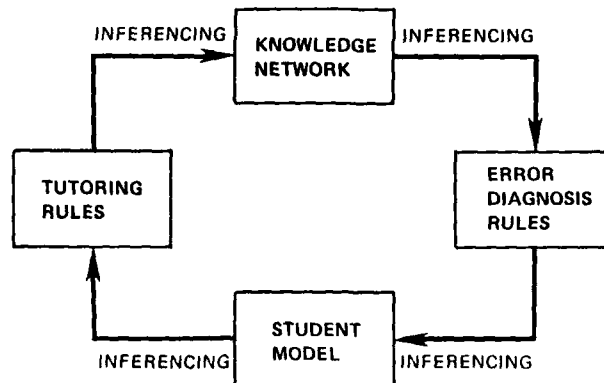 INFERENCING
KNOWLEDGE
NETWORK
INFERENCING
TUTORING
RULES
ERROR
DIAGNOSIS
RULES
STUDENT
MODEL
INFERENCING
INFERENCING